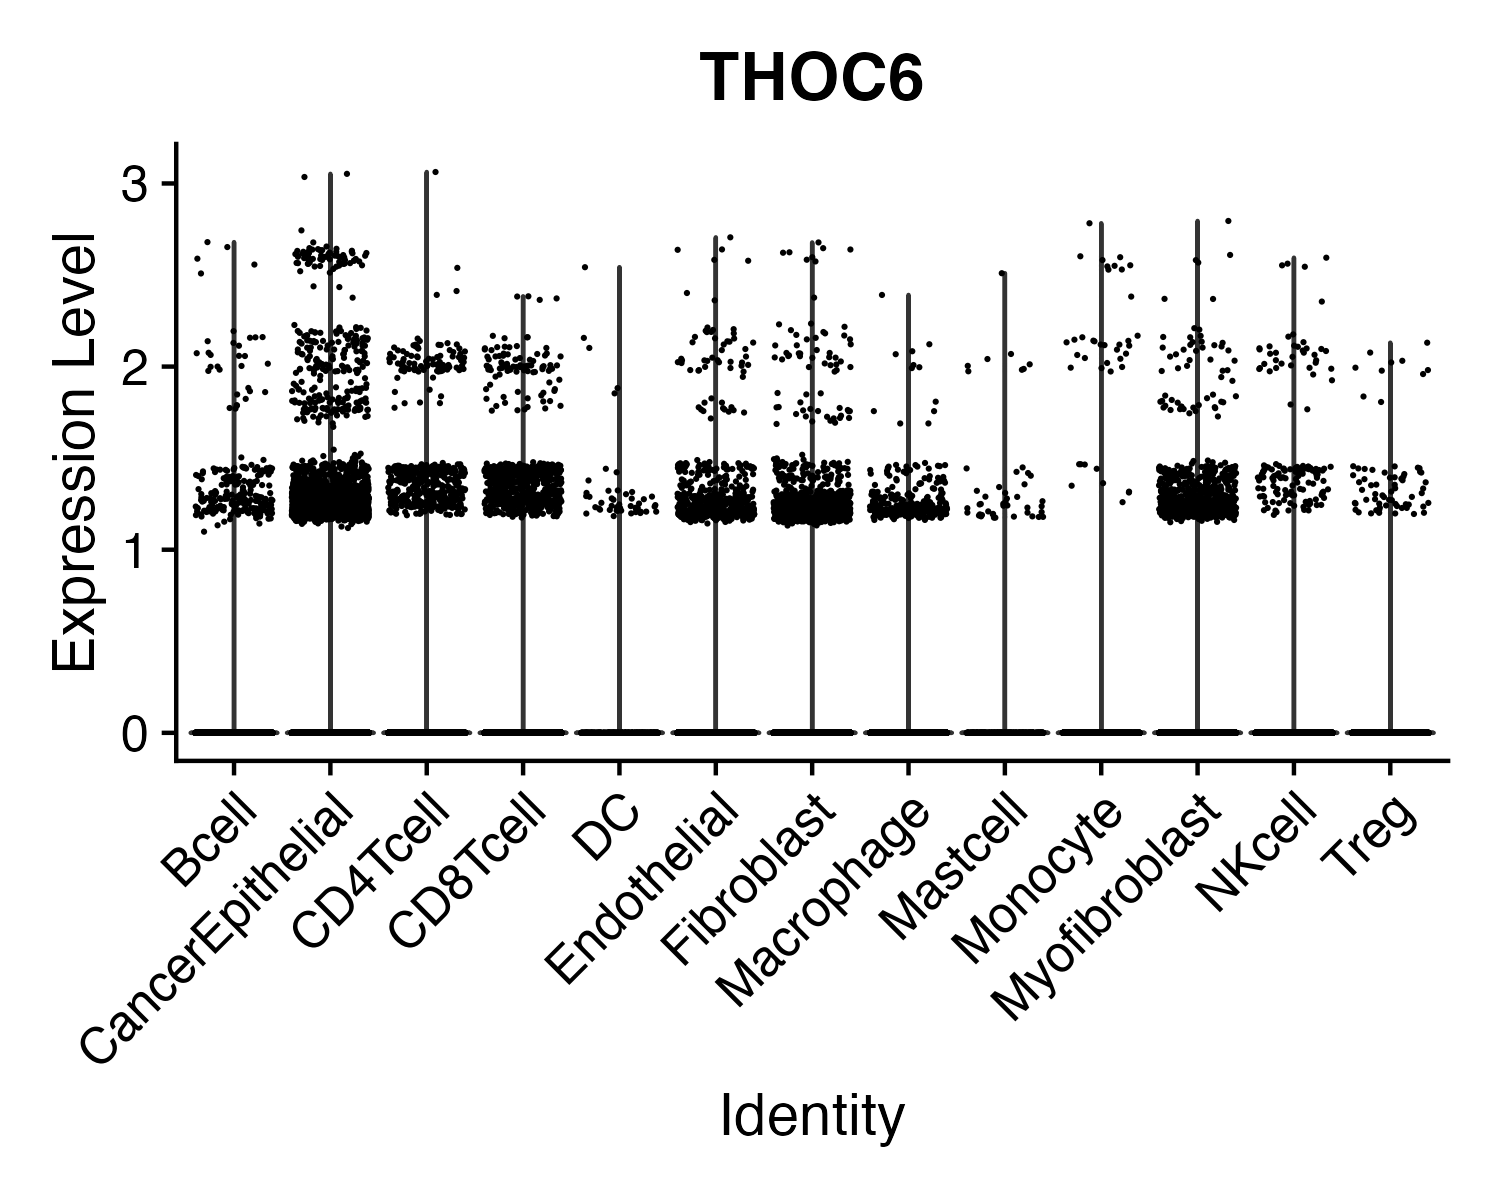 THOC6
Expression Level
3
2
1
0
Bcell
CancerEpithelial
CD4Tcell
CD8Tcell
DC
Endothelial
Fibroblast
Macrophage
Mastcell
Monocyte
Myofibroblast
NKcell
Treg
Identity